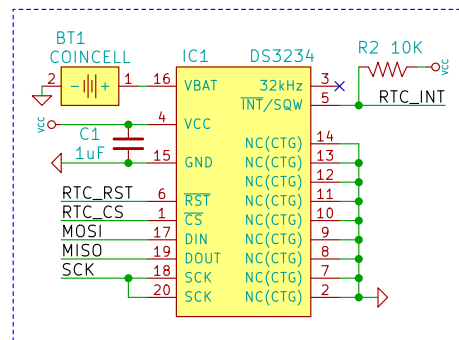 BT1
COINCELL
2 1
IC1 DS3234
R2 10K
VCC
16 VBAT
32kHz 3
INT/SQW 5
RTC_INT
VCC
4 VCC
C1
1uF
15 GND
NC(CTG) 14
NC(CTG) 13
NC(CTG) 12
RTC_RST 6 RST
NC(CTG) 11
RTC_CS 1 CS
NC(CTG) 10
MOSI 17 DIN
NC(CTG) 9
MISO 19 DOUT
NC(CTG) 8
SCK 18 SCK
NC(CTG) 7
20 SCK
NC(CTG) 2